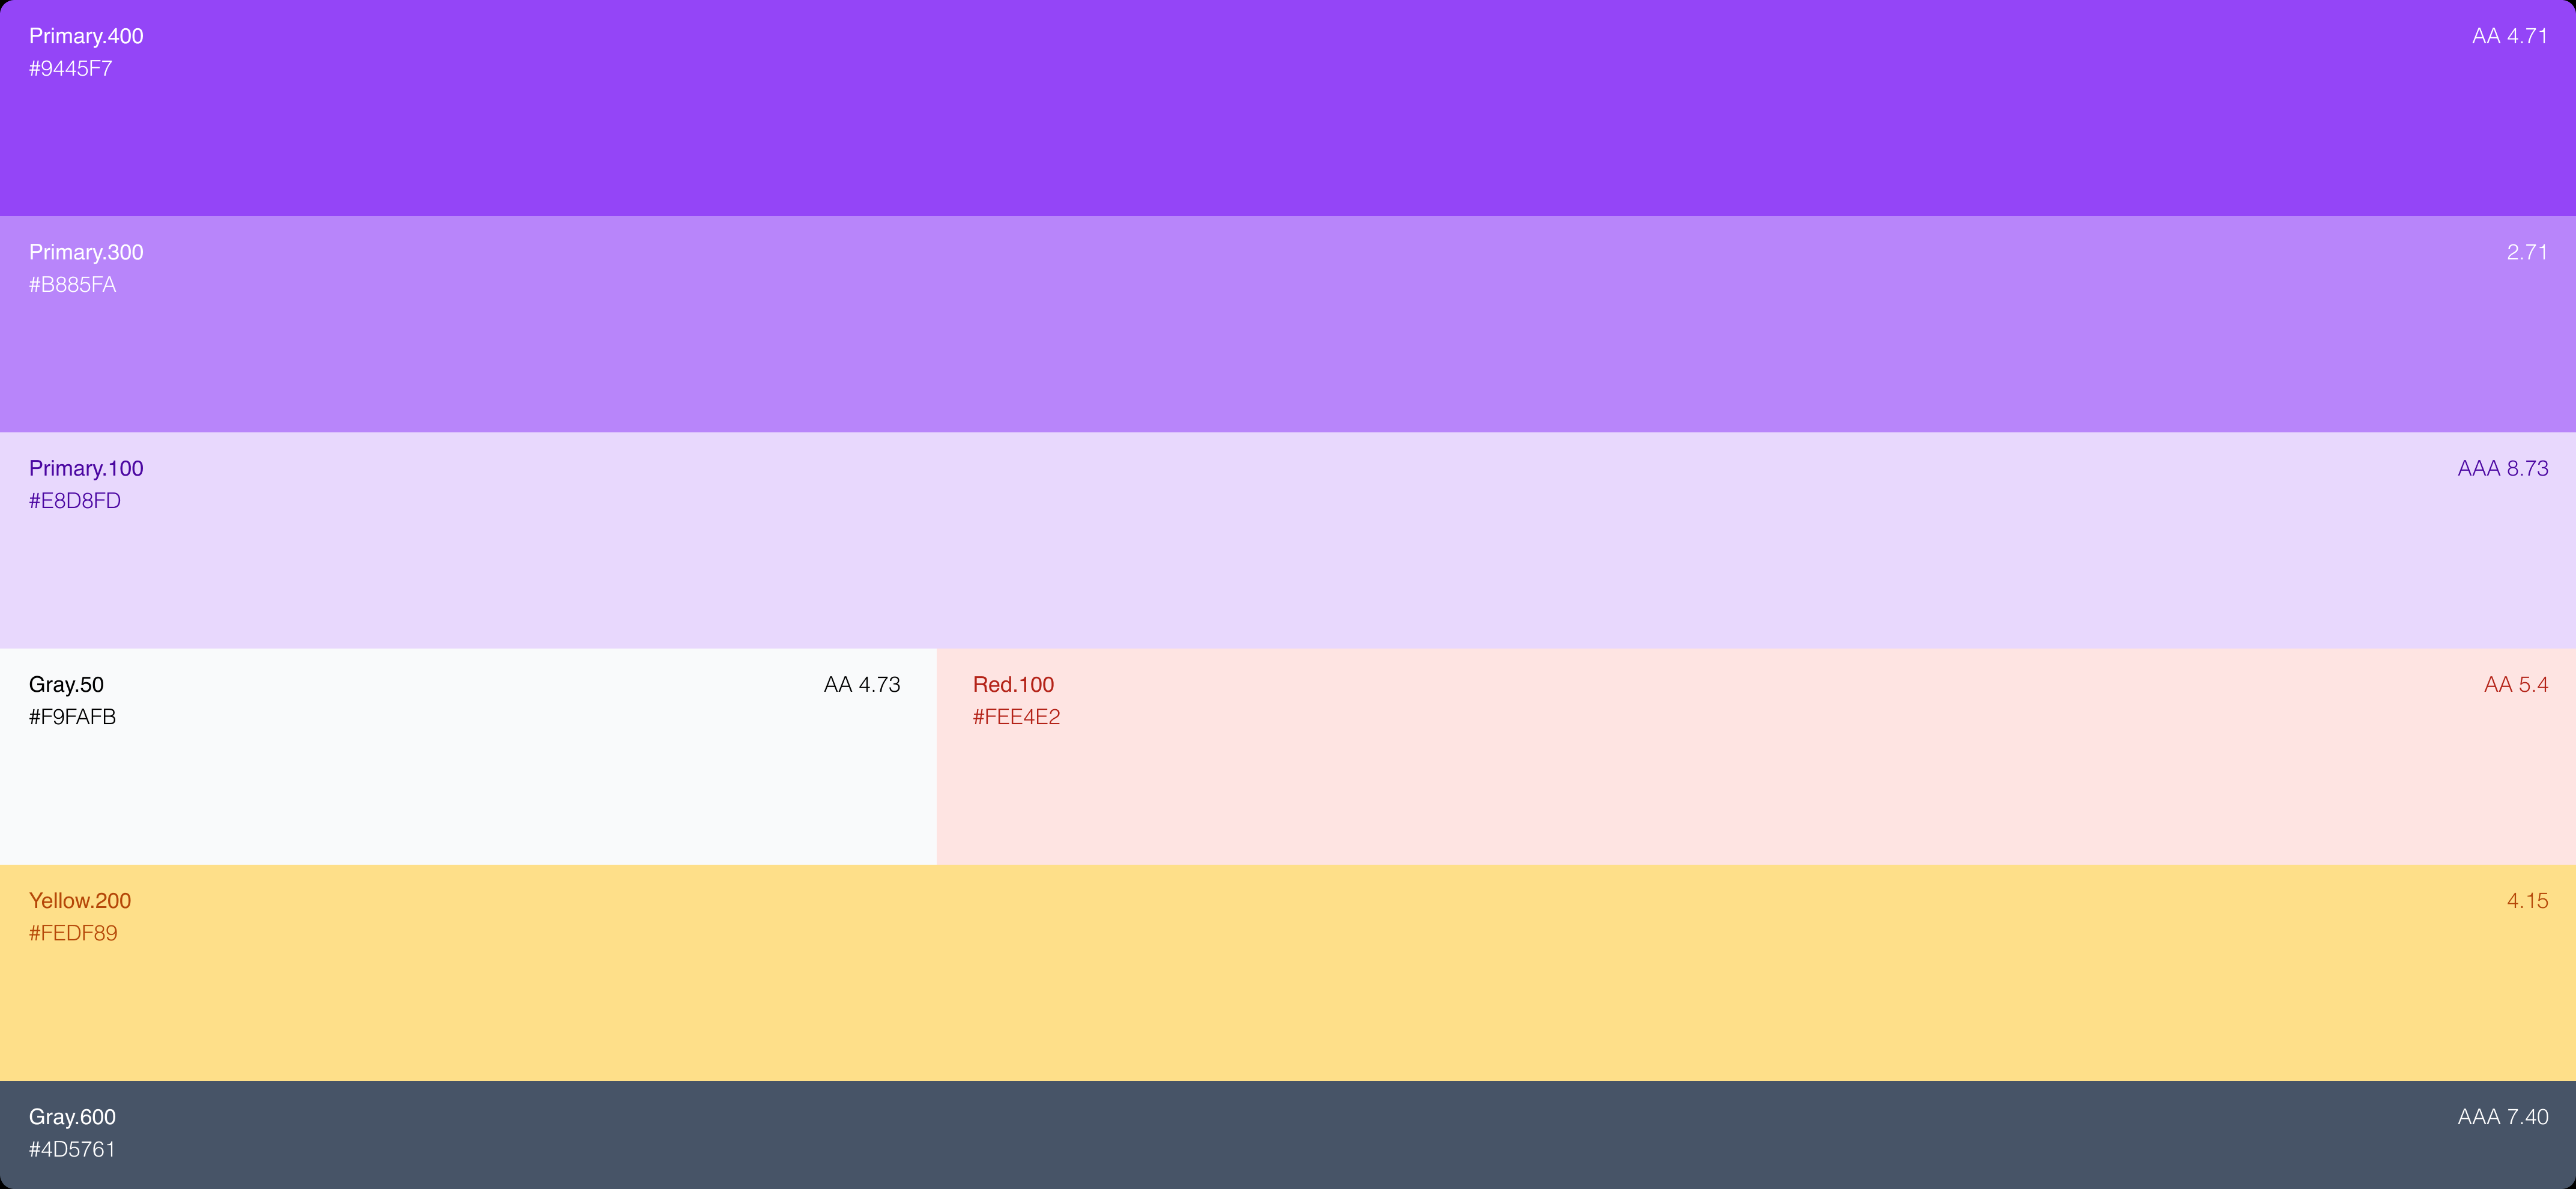 Primary.400 AA 4.71
#9445F7
Primary.300 2.71
#B885FA
Primary.100 AAA 8.73
#E8D8FD
Gray.50 AA 4.73
#F9FAFB
Red.100 AA 5.4
#FEE4E2
Yellow.200 4.15
#FEDF89
Gray.600 AAA 7.40
#4D5761